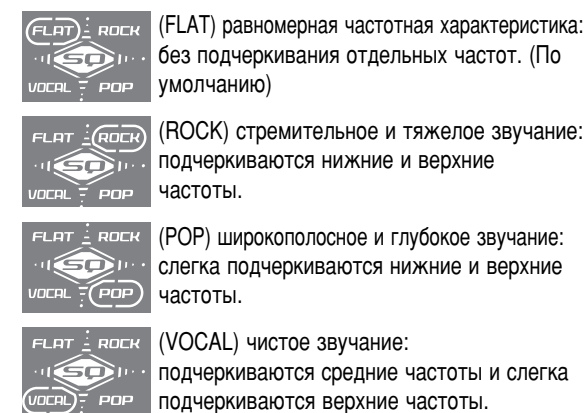 FLAT ROCK
SQ
VOCAL POP
(FLAT) равномерная частотная характеристика:
без подчеркивания отдельных частот. (По
умолчанию)
FLAT ROCK
SQ
VOCAL POP
(ROCK) стремительное и тяжелое звучание:
подчеркиваются нижние и верхние
частоты.
FLAT ROCK
SQ
VOCAL POP
(POP) широкополосное и глубокое звучание:
слегка подчеркиваются нижние и верхние
частоты.
FLAT ROCK
SQ
VOCAL POP
(VOCAL) чистое звучание:
подчеркиваются средние частоты и слегка
подчеркиваются верхние частоты.